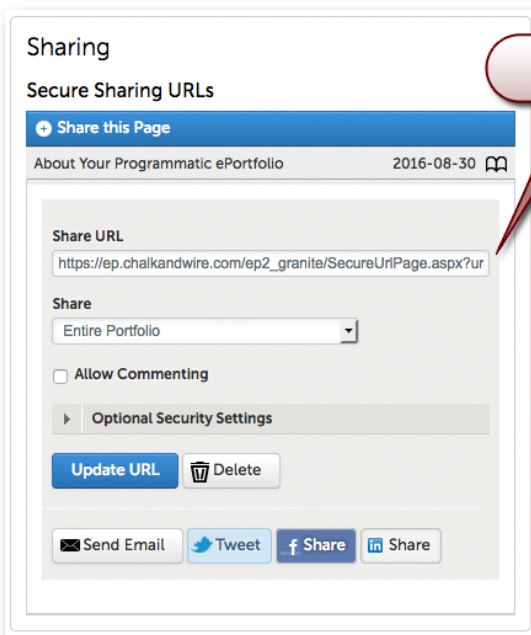 Sharing
Secure Sharing URLs
Share this Page
About Your Programmatic ePortfolio 2016-08-30
Share URL
https://ep.chalkandwire.com/ep2_granite/SecureUrlPage.aspx?ur
Share
Entire Portfolio
Allow Commenting
Optional Security Settings
Update URL Delete
Send Email Tweet f Share in Share